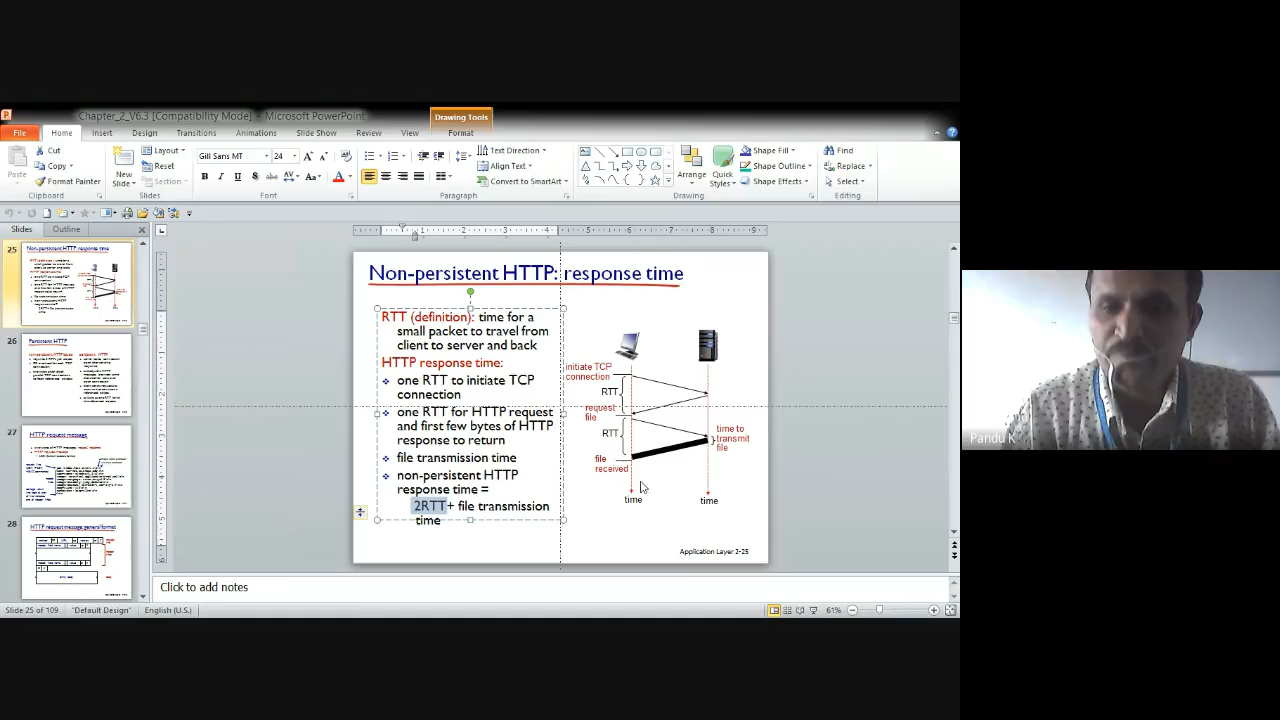 Chapter_2_V6.3 [Compatibility Mode] - Microsoft PowerPoint
Drawing Tools
File Home Insert Design Transitions Animations Slide Show Review View Format
Paste
Cut
Copy
Format Painter
Clipboard
New Slide
Layout
Reset
Section
Slides
Gill Sans MT 24
B I U S abc AV Aa A
Font
Text Direction
Align Text
Convert to SmartArt
Paragraph
Arrange
Quick Styles
Shape Fill
Shape Outline
Shape Effects
Drawing
Find
Replace
Select
Editing
Slides Outline
25
Non-persistent HTTP: response time
26
Persistent HTTP
27
HTTP request message
28
HTTP request message: general format
Non-persistent HTTP: response time
RTT (definition): time for a
small packet to travel from
client to server and back
HTTP response time:
one RTT to initiate TCP
connection
one RTT for HTTP request
and first few bytes of HTTP
response to return
file transmission time
non-persistent HTTP
response time =
2RTT+ file transmission
time
initiate TCP
connection
RTT
request
file
RTT
time to
transmit
file
file
received
time
time
Application Layer 2-25
Click to add notes
Slide 25 of 109 "Default Design" English (U.S.) 61%
Pandu K